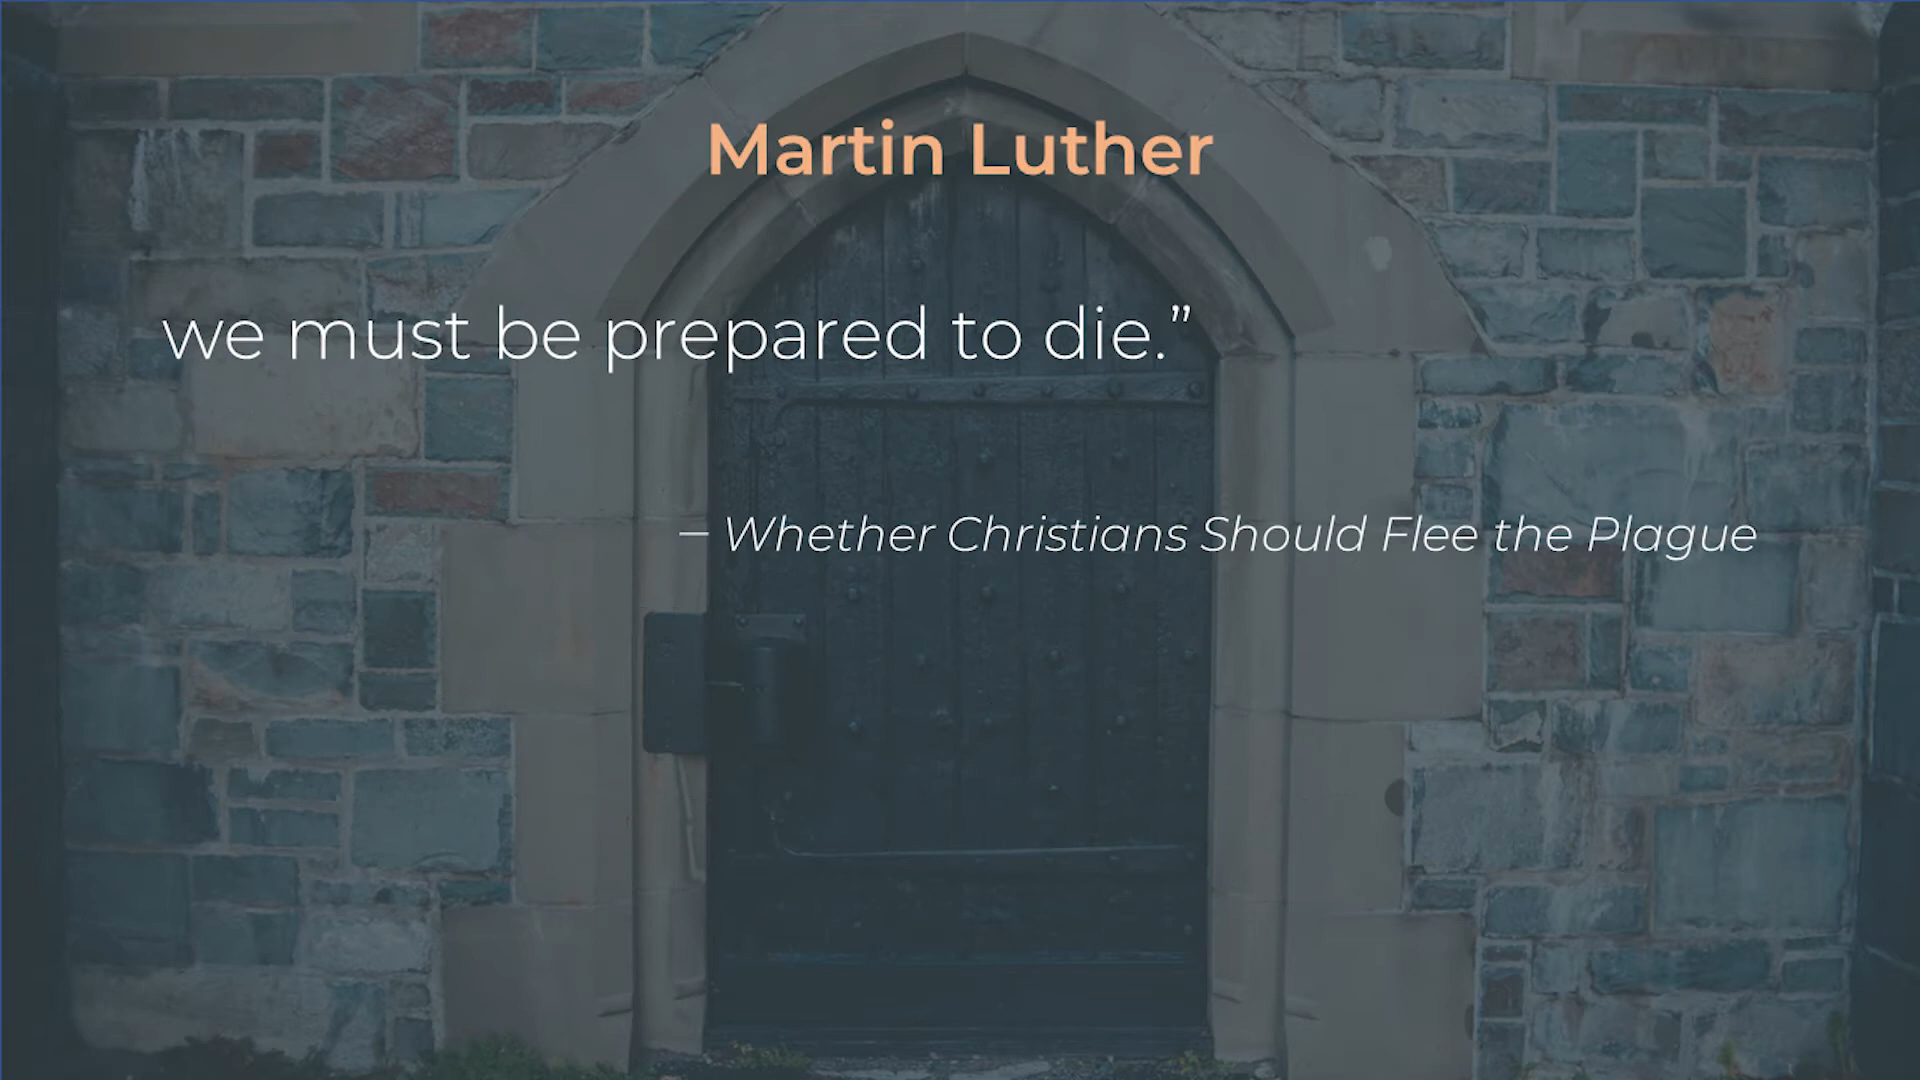 Martin Luther
we must be prepared to die.”
– Whether Christians Should Flee the Plague